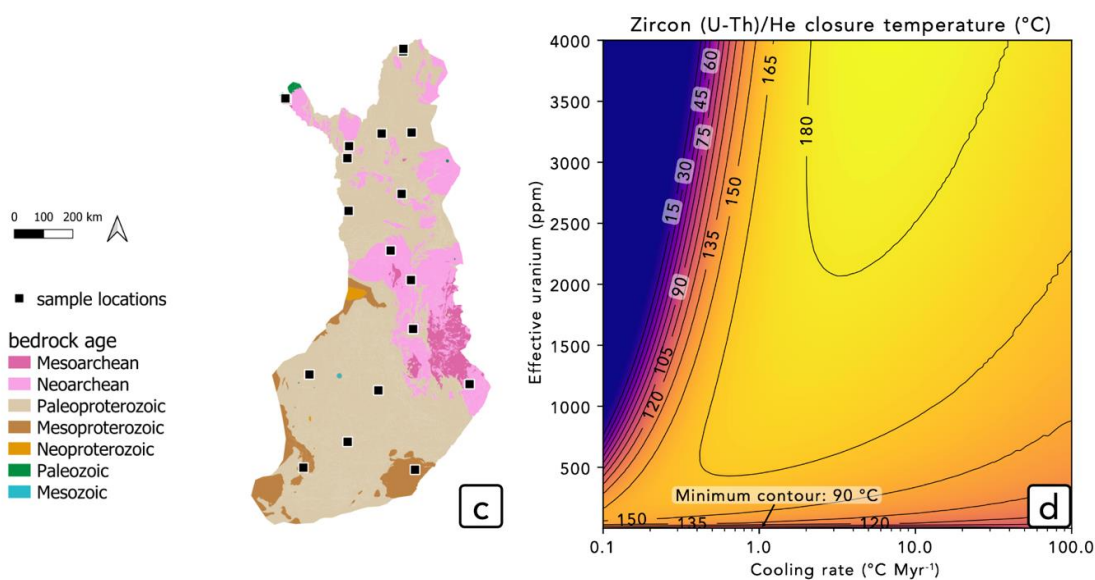 0 100 200 km
sample locations
bedrock age
Mesoarchean
Neoarchean
Paleoproterozoic
Mesoproterozoic
Neoproterozoic
Paleozoic
Mesozoic
c
Zircon (U-Th)/He closure temperature (°C)
Effective uranium (ppm)
4000
3500
3000
2500
2000
1500
1000
500
60
45
75
30
15
90
105
120
135
150
165
180
Minimum contour: 90 °C
150
135
120
d
0.1
1.0
10.0
100.0
Cooling rate (°C Myr⁻¹)